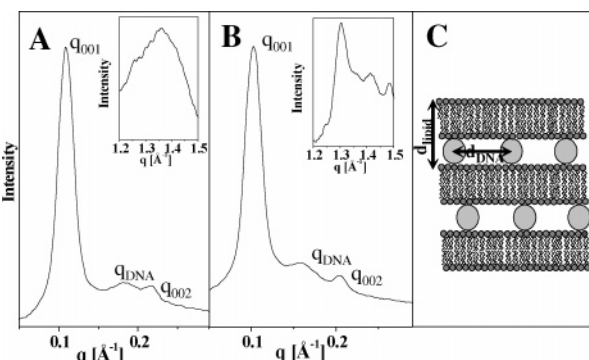 A
q001
Intensity
1.2 1.3 1.4 1.5
q [Å-1]
qDNA
q002
Intensity
0.1 0.2
q [Å-1]
B
q001
Intensity
1.2 1.3 1.4 1.5
q [Å-1]
qDNA
q002
0.1 0.2
q [Å-1]
C
dlipid
dDNA